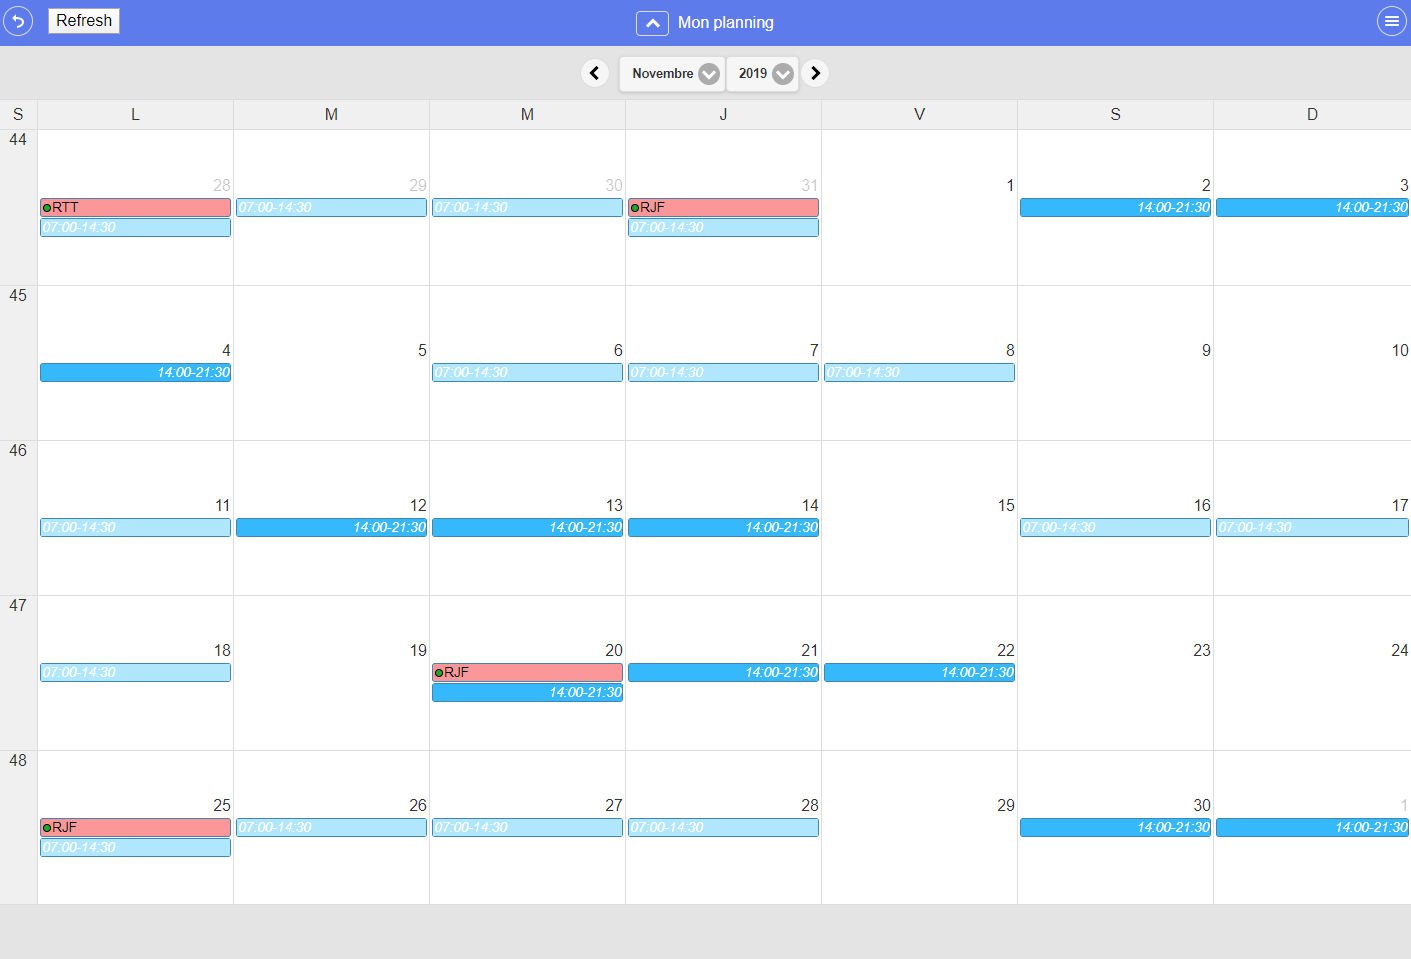 Refresh
Mon planning
Novembre 2019
S L M M J V S D
44
28 29 30 31 1 2 3
RTT 07:00-14:30 07:00-14:30 RJF 14:00-21:30 14:00-21:30
07:00-14:30 07:00-14:30
45
4 5 6 7 8 9 10
14:00-21:30 07:00-14:30 07:00-14:30 07:00-14:30
46
11 12 13 14 15 16 17
07:00-14:30 14:00-21:30 14:00-21:30 14:00-21:30 07:00-14:30 07:00-14:30
47
18 19 20 21 22 23 24
07:00-14:30 RJF 14:00-21:30 14:00-21:30
14:00-21:30
48
25 26 27 28 29 30 1
RJF 07:00-14:30 07:00-14:30 07:00-14:30 14:00-21:30 14:00-21:30
07:00-14:30